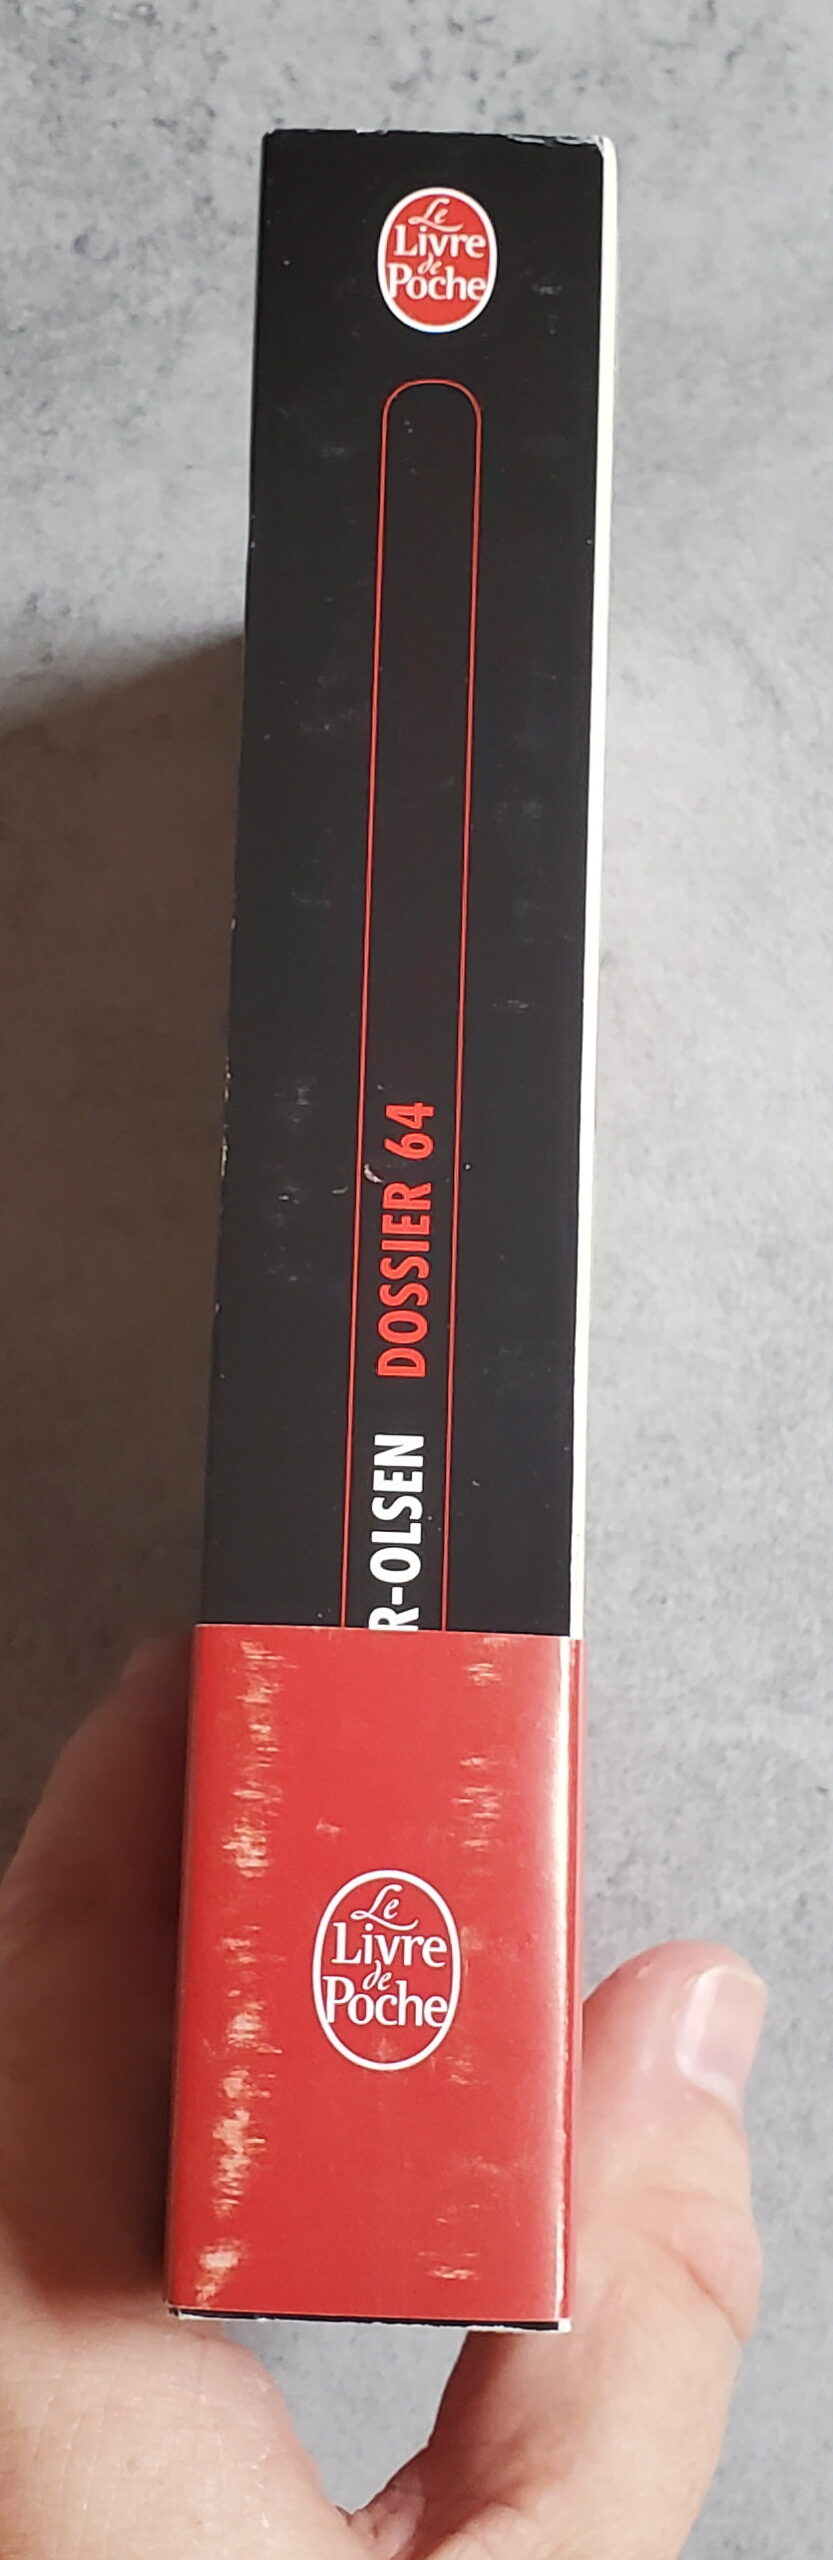 Le
Livre
de
Poche
R-OLSEN DOSSIER 64
Le
Livre
de
Poche